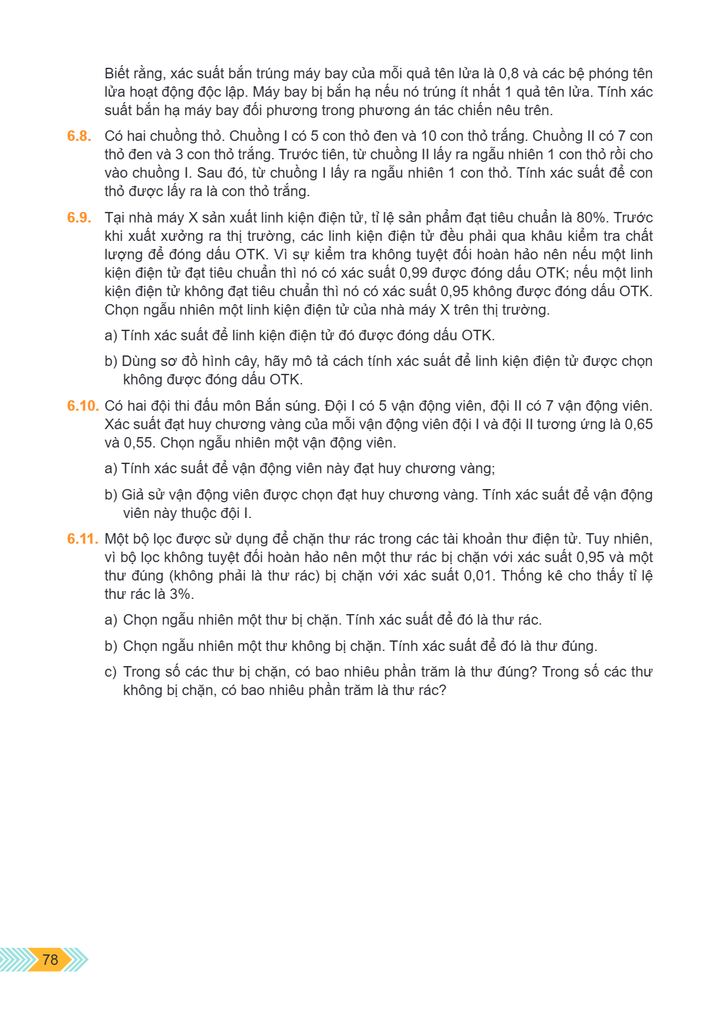 Biết rằng, xác suất bắn trúng máy bay của mỗi quả tên lửa là 0,8 và các bệ phóng tên
lửa hoạt động độc lập. Máy bay bị bắn hạ nếu nó trúng ít nhất 1 quả tên lửa. Tính xác
suất bắn hạ máy bay đối phương trong phương án tác chiến nêu trên.
6.8. Có hai chuồng thỏ. Chuồng I có 5 con thỏ đen và 10 con thỏ trắng. Chuồng II có 7 con
thỏ đen và 3 con thỏ trắng. Trước tiên, từ chuồng II lấy ra ngẫu nhiên 1 con thỏ rồi cho
vào chuồng I. Sau đó, từ chuồng I lấy ra ngẫu nhiên 1 con thỏ. Tính xác suất để con
thỏ được lấy ra là con thỏ trắng.
6.9. Tại nhà máy X sản xuất linh kiện điện tử, tỉ lệ sản phẩm đạt tiêu chuẩn là 80%. Trước
khi xuất xưởng ra thị trường, các linh kiện điện tử đều phải qua khâu kiểm tra chất
lượng để đóng dấu OTK. Vì sự kiểm tra không tuyệt đối hoàn hảo nên nếu một linh
kiện điện tử đạt tiêu chuẩn thì nó có xác suất 0,99 được đóng dấu OTK; nếu một linh
kiện điện tử không đạt tiêu chuẩn thì nó có xác suất 0,95 không được đóng dấu OTK.
Chọn ngẫu nhiên một linh kiện điện tử của nhà máy X trên thị trường.
a) Tính xác suất để linh kiện điện tử đó được đóng dấu OTK.
b) Dùng sơ đồ hình cây, hãy mô tả cách tính xác suất để linh kiện điện tử được chọn
không được đóng dấu OTK.
6.10. Có hai đội thi đấu môn Bắn súng. Đội I có 5 vận động viên, đội II có 7 vận động viên.
Xác suất đạt huy chương vàng của mỗi vận động viên đội I và đội II tương ứng là 0,65
và 0,55. Chọn ngẫu nhiên một vận động viên.
a) Tính xác suất để vận động viên này đạt huy chương vàng;
b) Giả sử vận động viên được chọn đạt huy chương vàng. Tính xác suất để vận động
viên này thuộc đội I.
6.11. Một bộ lọc được sử dụng để chặn thư rác trong các tài khoản thư điện tử. Tuy nhiên,
vì bộ lọc không tuyệt đối hoàn hảo nên một thư rác bị chặn với xác suất 0,95 và một
thư đúng (không phải là thư rác) bị chặn với xác suất 0,01. Thống kê cho thấy tỉ lệ
thư rác là 3%.
a) Chọn ngẫu nhiên một thư bị chặn. Tính xác suất để đó là thư rác.
b) Chọn ngẫu nhiên một thư không bị chặn. Tính xác suất để đó là thư đúng.
c) Trong số các thư bị chặn, có bao nhiêu phần trăm là thư đúng? Trong số các thư
không bị chặn, có bao nhiêu phần trăm là thư rác?
78